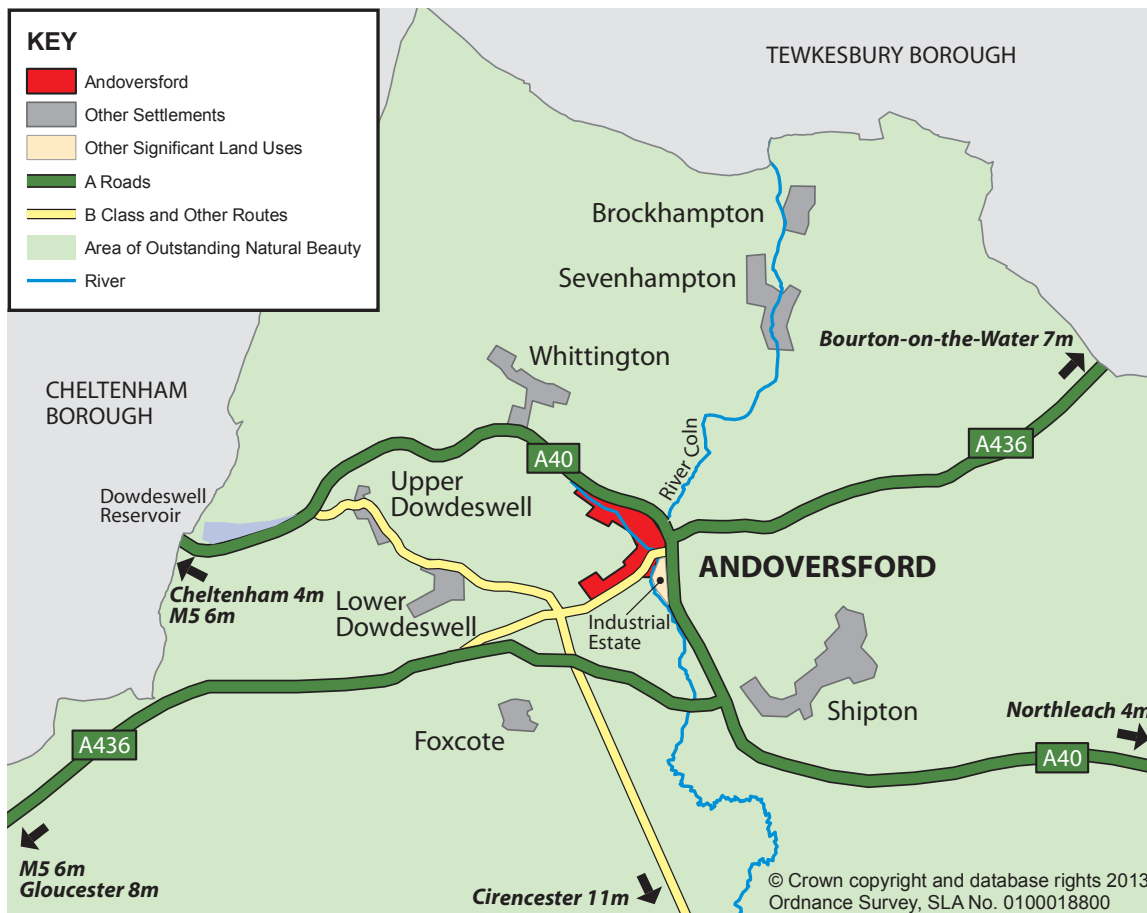 KEY
Andoversford
Other Settlements
Other Significant Land Uses
A Roads
B Class and Other Routes
Area of Outstanding Natural Beauty
River
TEWKESBURY BOROUGH
Brockhampton
Sevenhampton
Bourton-on-the-Water 7m
Whittington
CHELTENHAM
BOROUGH
A436
A40
River Coln
Upper
Dowdeswell
Dowdeswell
Reservoir
ANDOVERSFORD
Cheltenham 4m
M5 6m
Lower
Dowdeswell
Industrial
Estate
Shipton
Northleach 4m
Foxcote
A436
A40
M5 6m
Gloucester 8m
Cirencester 11m
© Crown copyright and database rights 2013
Ordnance Survey, SLA No. 0100018800